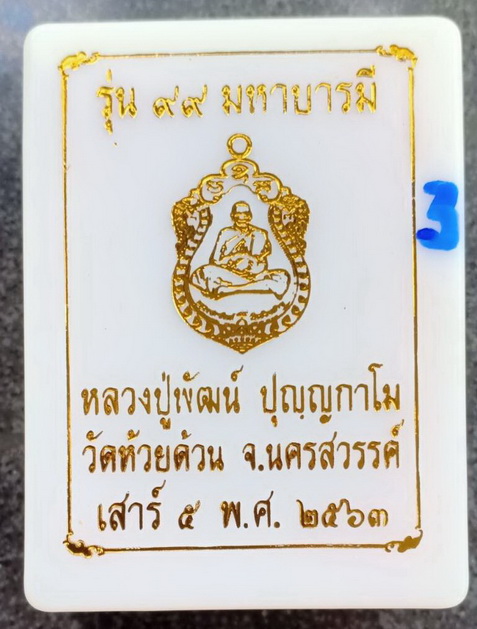 รุ่น ๙๙ มหาบารมี
3
หลวงปู่พัฒน์ ปุญฺญกาโม
วัดห้วยด้วน จ.นครสวรรค์
เสาร์ ๕ พ.ศ. ๒๕๖๓